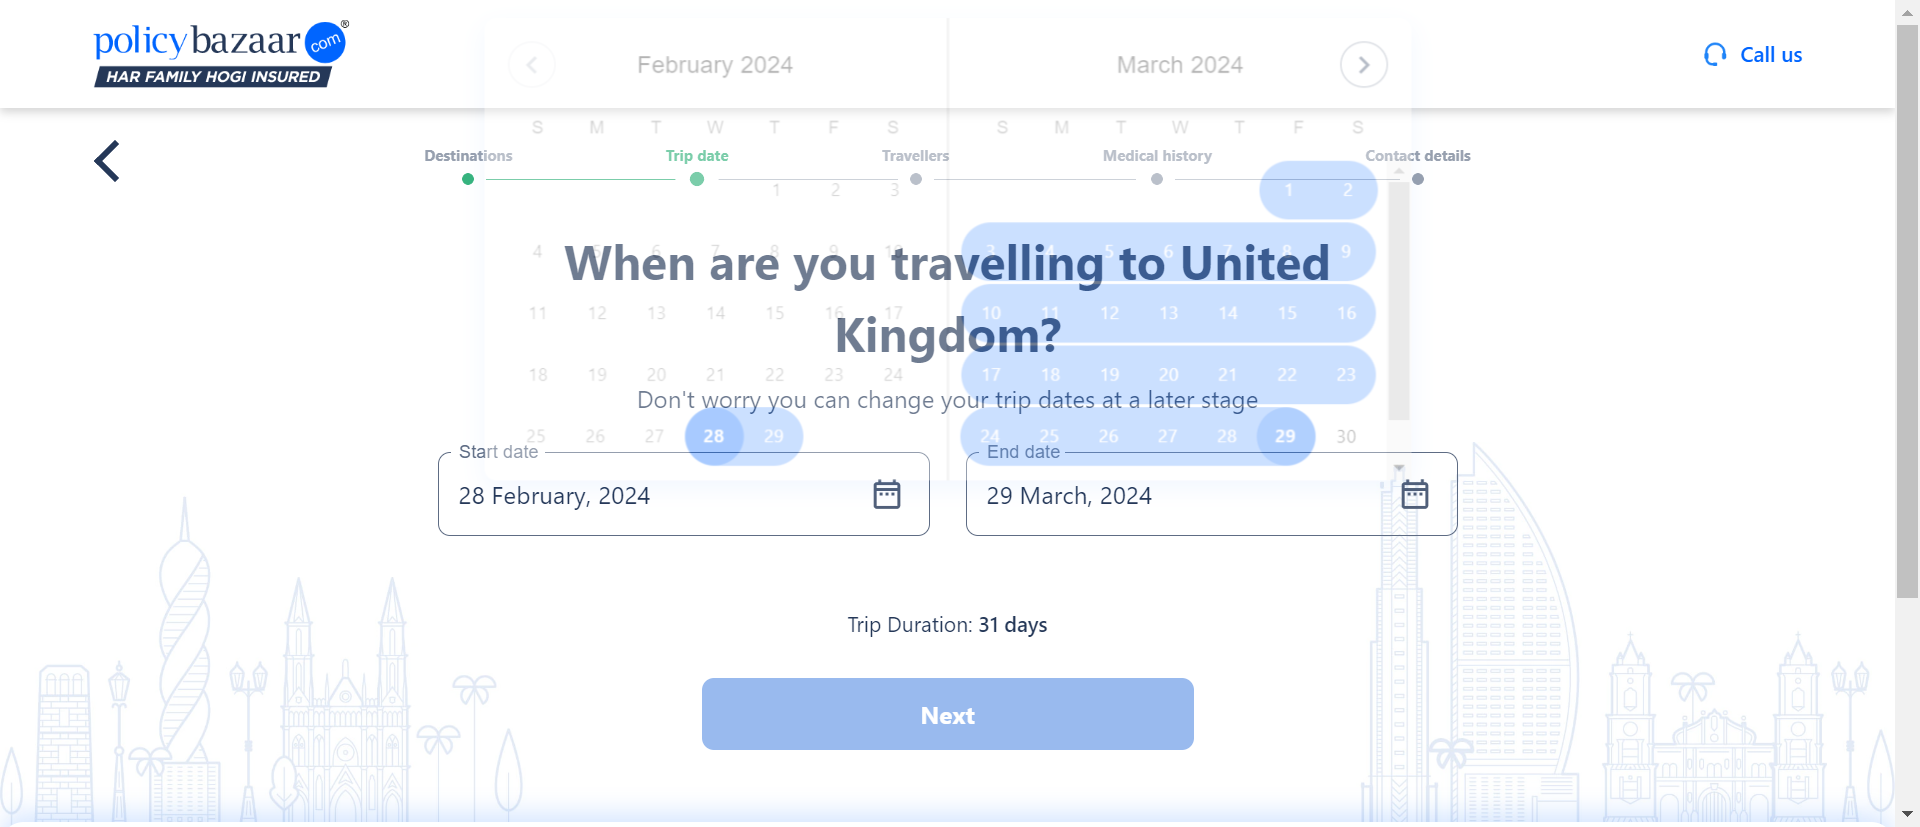 policybazaar.com®
HAR FAMILY HOGI INSURED
Call us
February 2024
March 2024
S M T W T F S
S M T W T F S
Destinations
Trip date
Travellers
Medical history
Contact details
1 2 3
1 2
4 5 6 7 8 9 10
3 4 5 6 7 8 9
When are you travelling to United
Kingdom?
11 12 13 14 15 16 17
10 11 12 13 14 15 16
18 19 20 21 22 23 24
17 18 19 20 21 22 23
Don't worry you can change your trip dates at a later stage
25 26 27 28 29
24 25 26 27 28 29 30
Start date
28 February, 2024
End date
29 March, 2024
Trip Duration: 31 days
Next